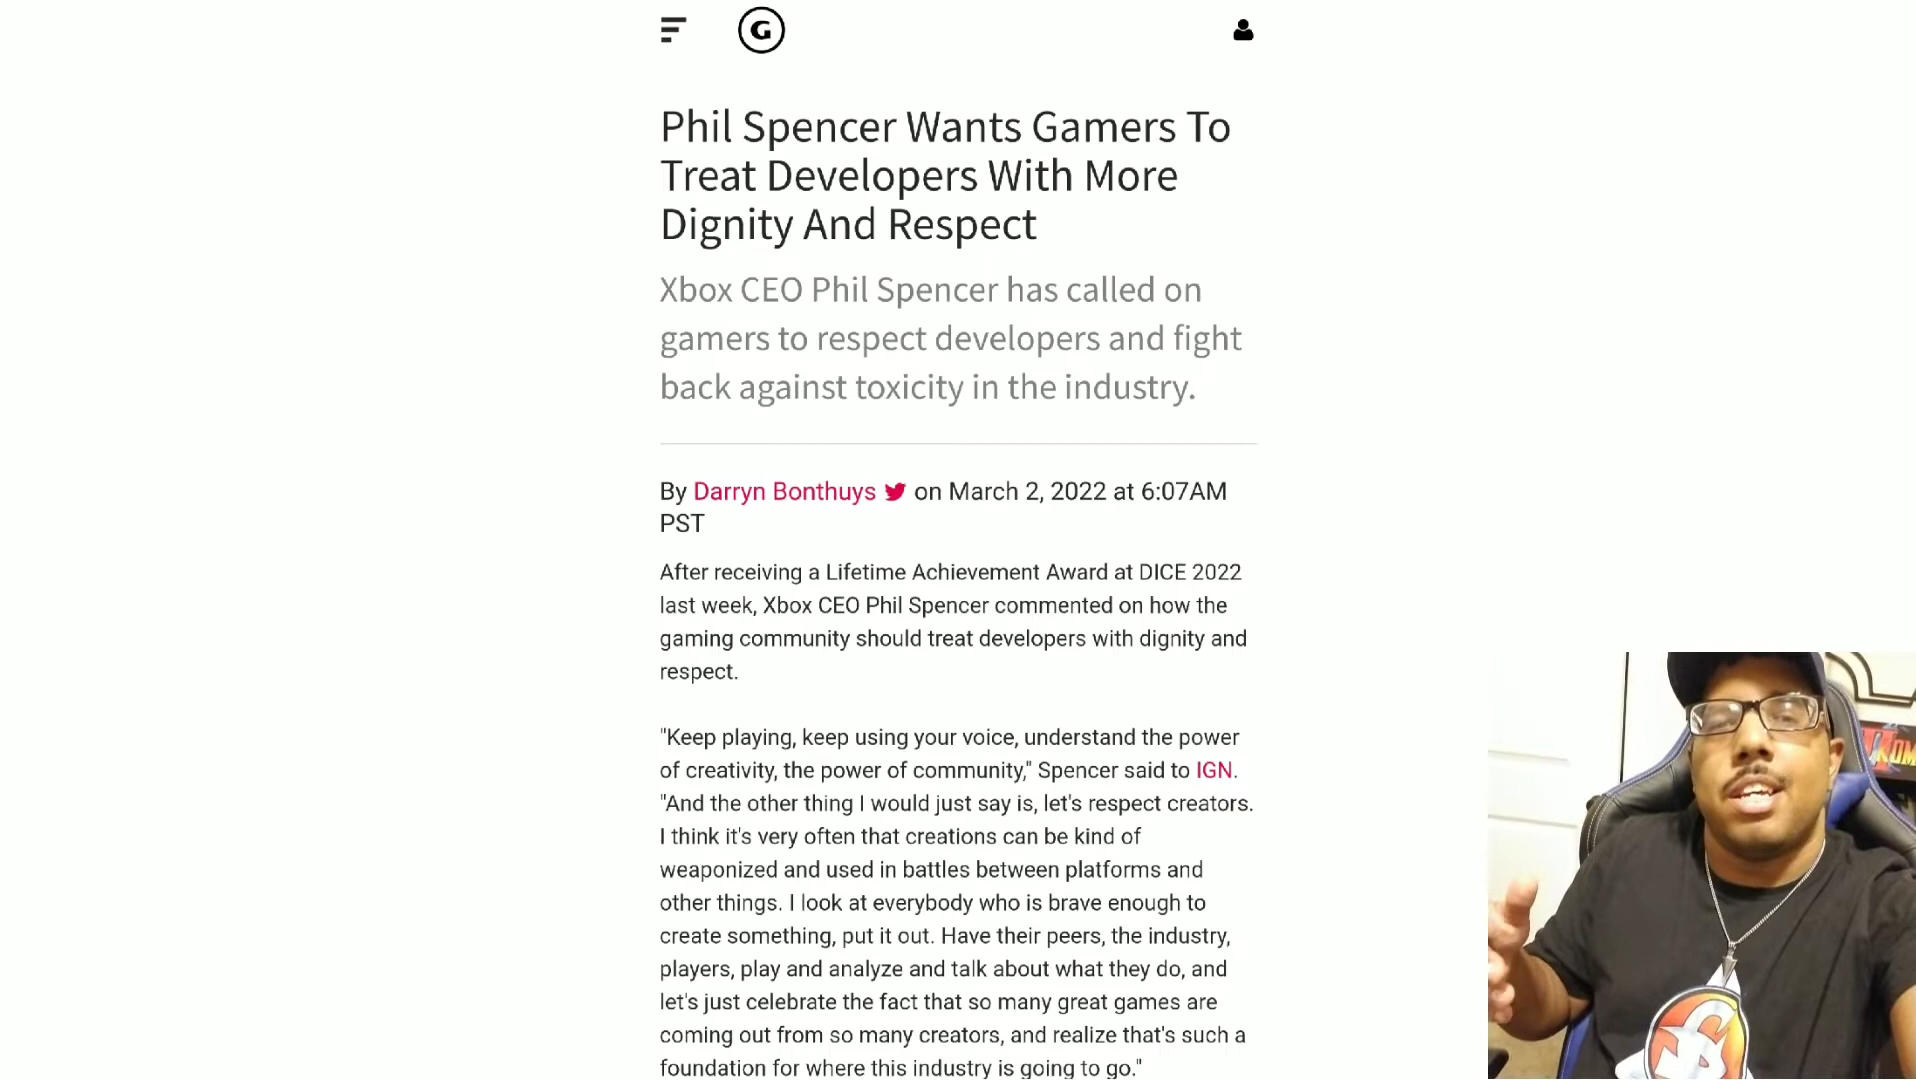 G
Phil Spencer Wants Gamers To
Treat Developers With More
Dignity And Respect
Xbox CEO Phil Spencer has called on
gamers to respect developers and fight
back against toxicity in the industry.
By Darryn Bonthuys on March 2, 2022 at 6:07AM
PST
After receiving a Lifetime Achievement Award at DICE 2022
last week, Xbox CEO Phil Spencer commented on how the
gaming community should treat developers with dignity and
respect.
"Keep playing, keep using your voice, understand the power
of creativity, the power of community," Spencer said to IGN.
"And the other thing I would just say is, let's respect creators.
I think it's very often that creations can be kind of
weaponized and used in battles between platforms and
other things. I look at everybody who is brave enough to
create something, put it out. Have their peers, the industry,
players, play and analyze and talk about what they do, and
let's just celebrate the fact that so many great games are
coming out from so many creators, and realize that's such a
foundation for where this industry is going to go."